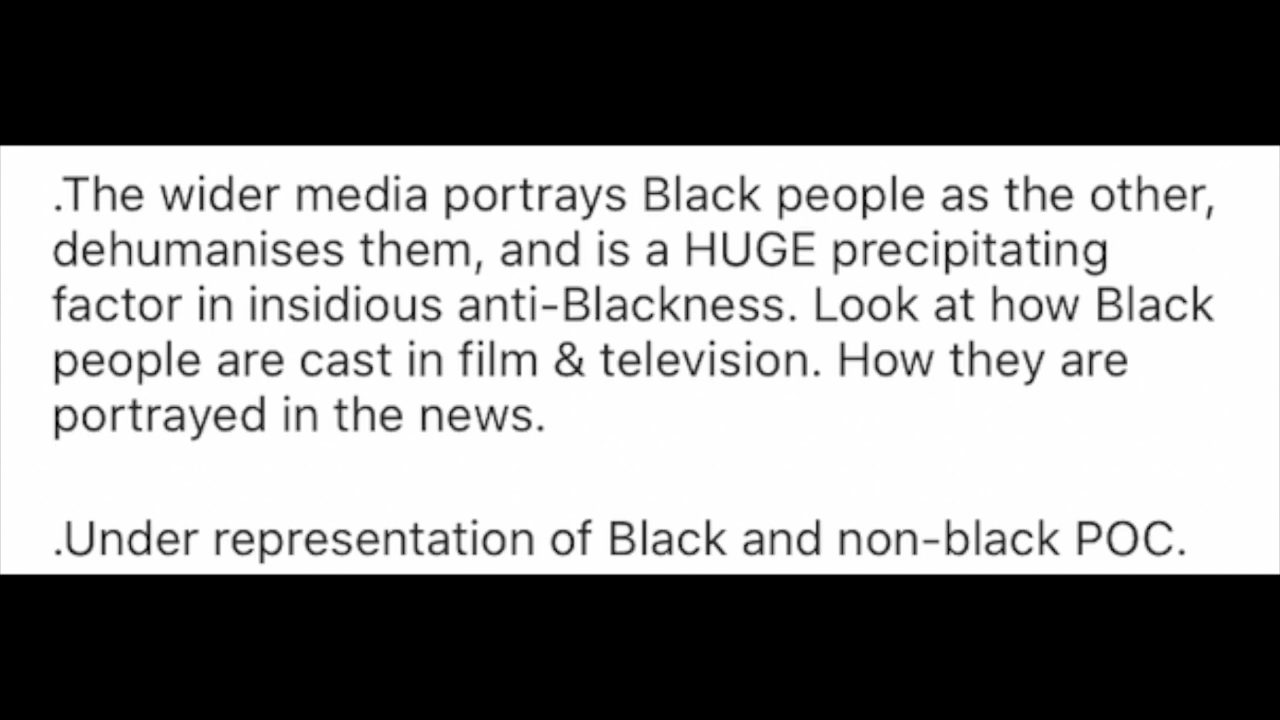 .The wider media portrays Black people as the other,
dehumanises them, and is a HUGE precipitating
factor in insidious anti-Blackness. Look at how Black
people are cast in film & television. How they are
portrayed in the news.
.Under representation of Black and non-black POC.